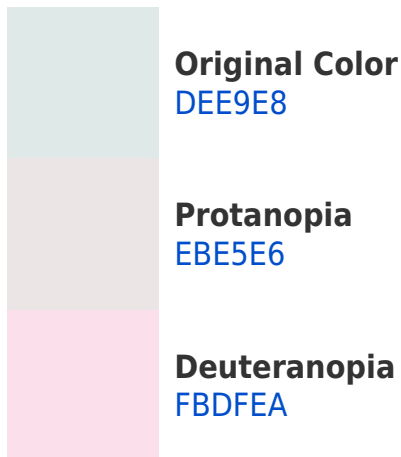 Original Color
DEE9E8
Protanopia
EBE5E6
Deuteranopia
FBDFEA